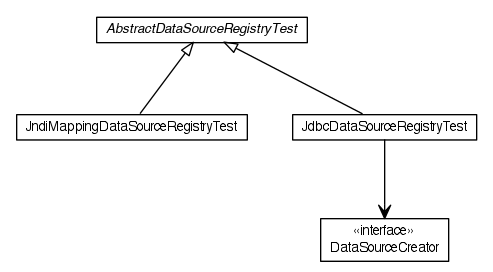 AbstractDataSourceRegistryTest
JndiMappingDataSourceRegistryTest
JdbcDataSourceRegistryTest
«interface»
DataSourceCreator